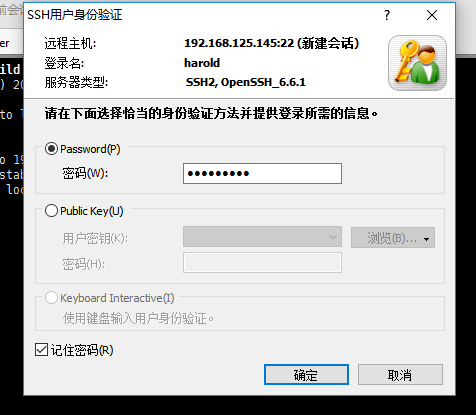 SSH用户身份验证
?
远程主机: 192.168.125.145:22 (新建会话)
登录名: harold
服务器类型: SSH2, OpenSSH_6.6.1
请在下面选择恰当的身份验证方法并提供登录所需的信息。
Password(P)
密码(W): •••••••••
Public Key(U)
用户密钥(K): 浏览(B)...
密码(H):
Keyboard Interactive(I)
使用键盘输入用户身份验证。
记住密码(R)
确定 取消